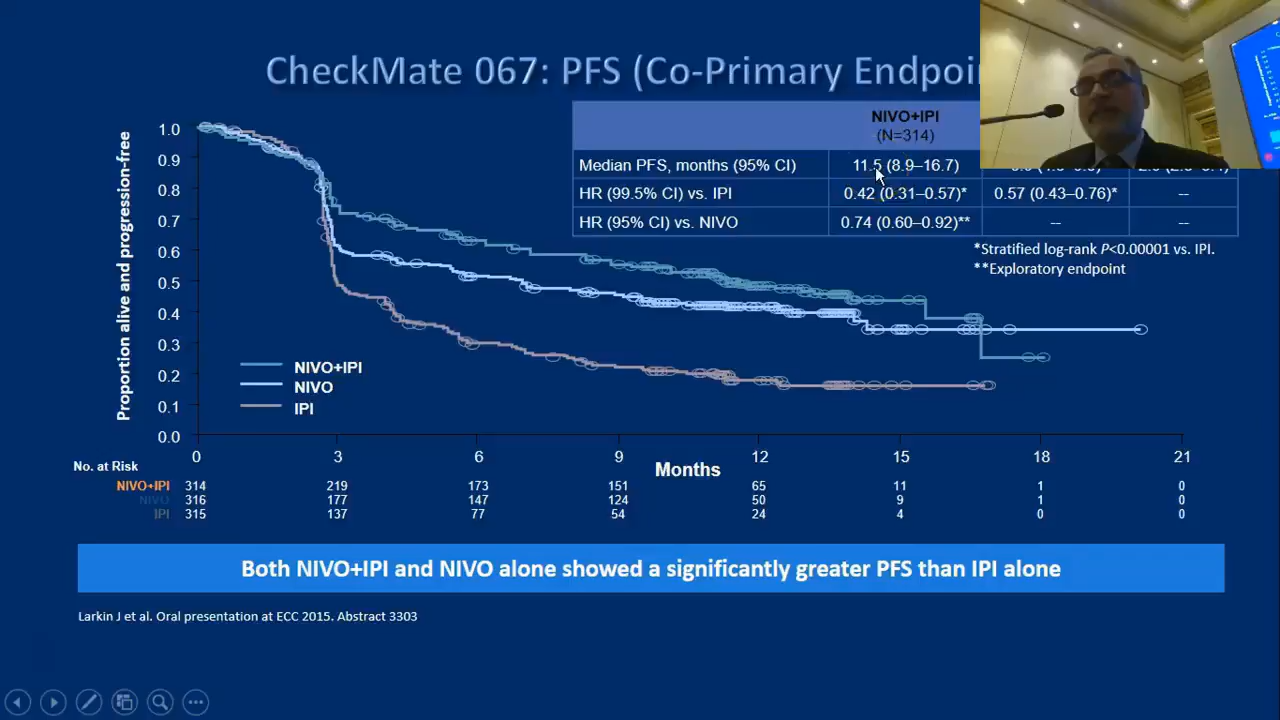 CheckMate 067: PFS (Co-Primary
NIVO+IPI
(N=314)
Median PFS, months (95% CI) 11.5 (8.9–16.7)
HR (99.5% CI) vs. IPI 0.42 (0.31–0.57)* 0.57 (0.43–0.76)* --
HR (95% CI) vs. NIVO 0.74 (0.60–0.92)** -- --
*Stratified log-rank P<0.00001 vs. IPI.
**Exploratory endpoint
Proportion alive and progression-free
1.0
0.9
0.8
0.7
0.6
0.5
0.4
0.3
0.2
0.1
0.0
NIVO+IPI
NIVO
IPI
0 3 6 9 12 15 18 21
Months
No. at Risk
NIVO+IPI 314 219 173 151 65 11 1 0
NIVO 316 177 147 124 50 9 1 0
IPI 315 137 77 54 24 4 0 0
Both NIVO+IPI and NIVO alone showed a significantly greater PFS than IPI alone
Larkin J et al. Oral presentation at ECC 2015. Abstract 3303